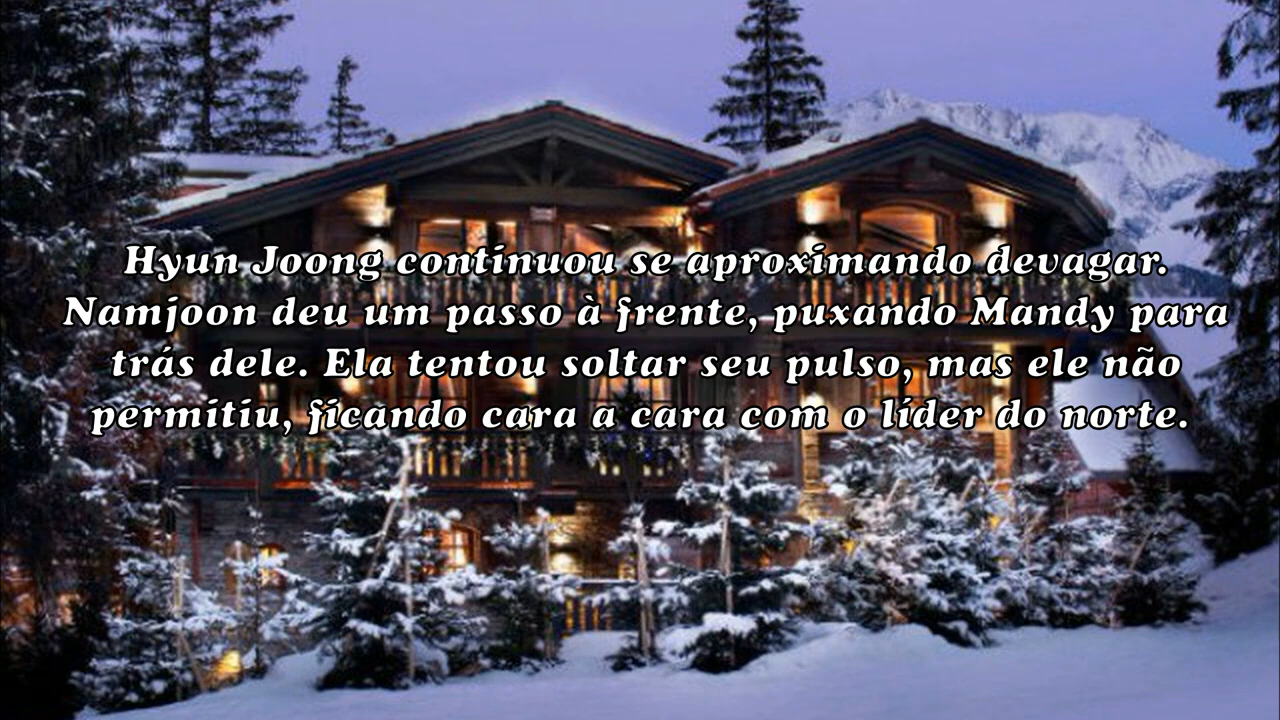 Hyun Joong continuou se aproximando devagar.
Namjoon deu um passo à frente, puxando Mandy para
trás dele. Ela tentou soltar seu pulso, mas ele não
permitiu, ficando cara a cara com o líder do norte.